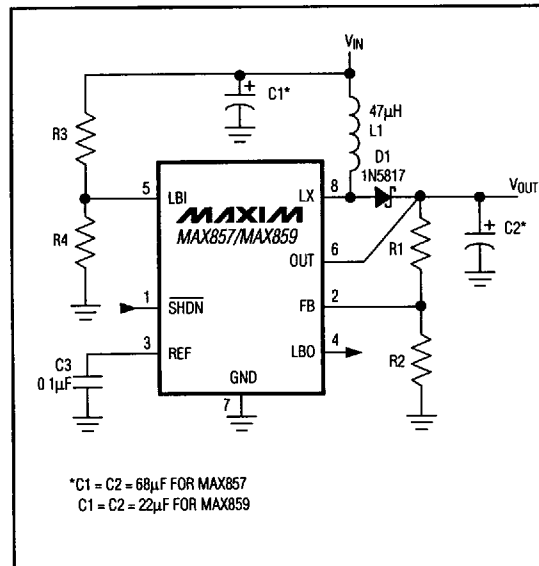 VIN
C1*
+
47μH
L1
R3
D1
1N5817
5
LBI
LX
8
VOUT
MAXIM
MAX857/MAX859
R4
OUT
6
R1
+
C2*
1
SHDN
FB
2
3
REF
LBO
4
R2
C3
0 1μF
GND
7
*C1 = C2 = 68μF FOR MAX857
C1 = C2 = 22μF FOR MAX859